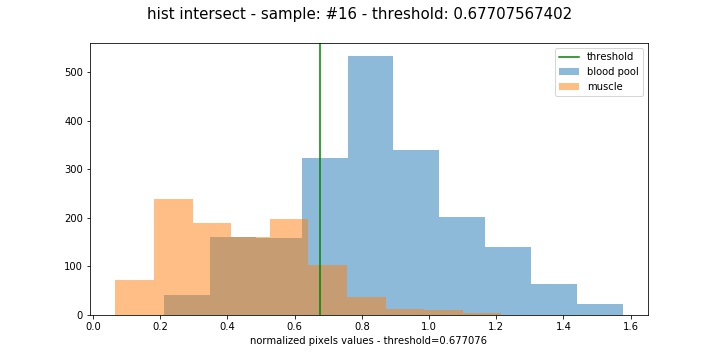 hist intersect - sample: #16 - threshold: 0.67707567402
threshold
blood pool
muscle
500
400
300
200
100
0
0.0 0.2 0.4 0.6 0.8 1.0 1.2 1.4 1.6
normalized pixels values - threshold=0.677076